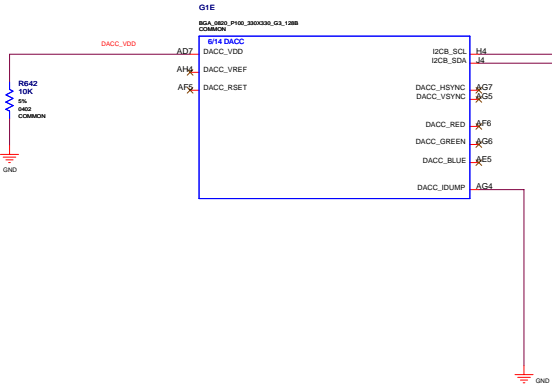 G1E
BGA_0820_P100_330X330_G3_128B
COMMON
6/14 DACC
DACC_VDD
AD7 DACC_VDD
AH4 DACC_VREF
AF5 DACC_RSET
I2CB_SCL H4
I2CB_SDA J4
DACC_HSYNC AG7
DACC_VSYNC AG5
DACC_RED AF6
DACC_GREEN AG6
DACC_BLUE AE5
DACC_IDUMP AG4
R642
10K
5%
0402
COMMON
GND
GND